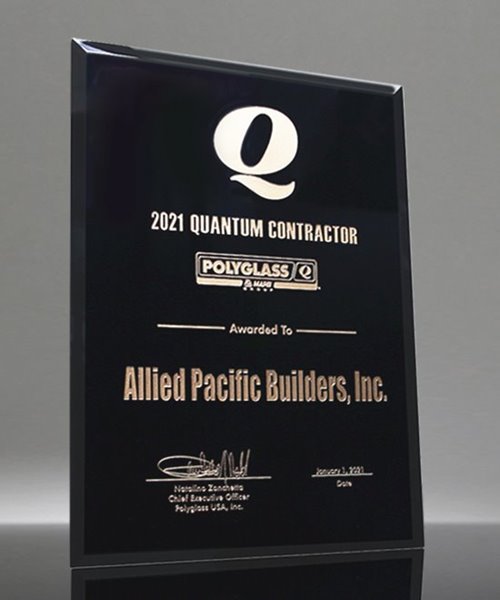 Q
2021 QUANTUM CONTRACTOR
POLYGLASS Q
MAPEI
GROUP
Awarded To
Allied Pacific Builders, Inc.
Natalino Zanchetta
Chief Executive Officer
Polyglass USA, Inc.
January 1, 2021
Date